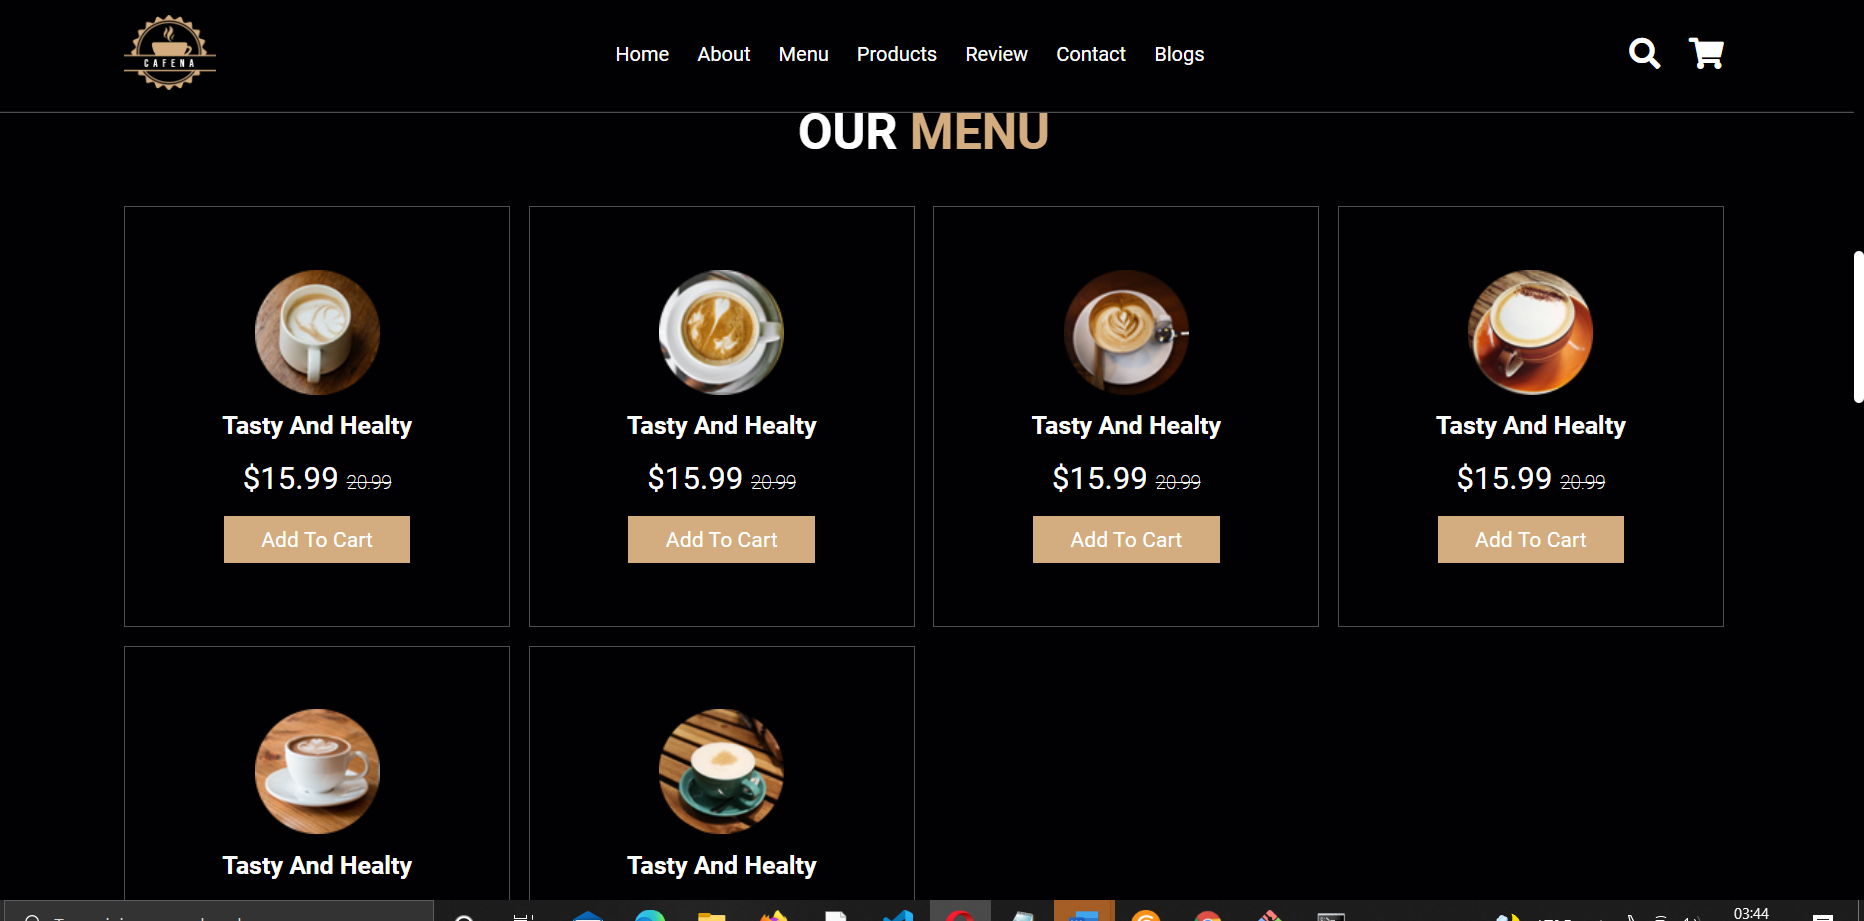 CAFENA
Home About Menu Products Review Contact Blogs
OUR MENU
Tasty And Healty Tasty And Healty Tasty And Healty Tasty And Healty
$15.99 20.99 $15.99 20.99 $15.99 20.99 $15.99 20.99
Add To Cart Add To Cart Add To Cart Add To Cart
Tasty And Healty Tasty And Healty
03:44